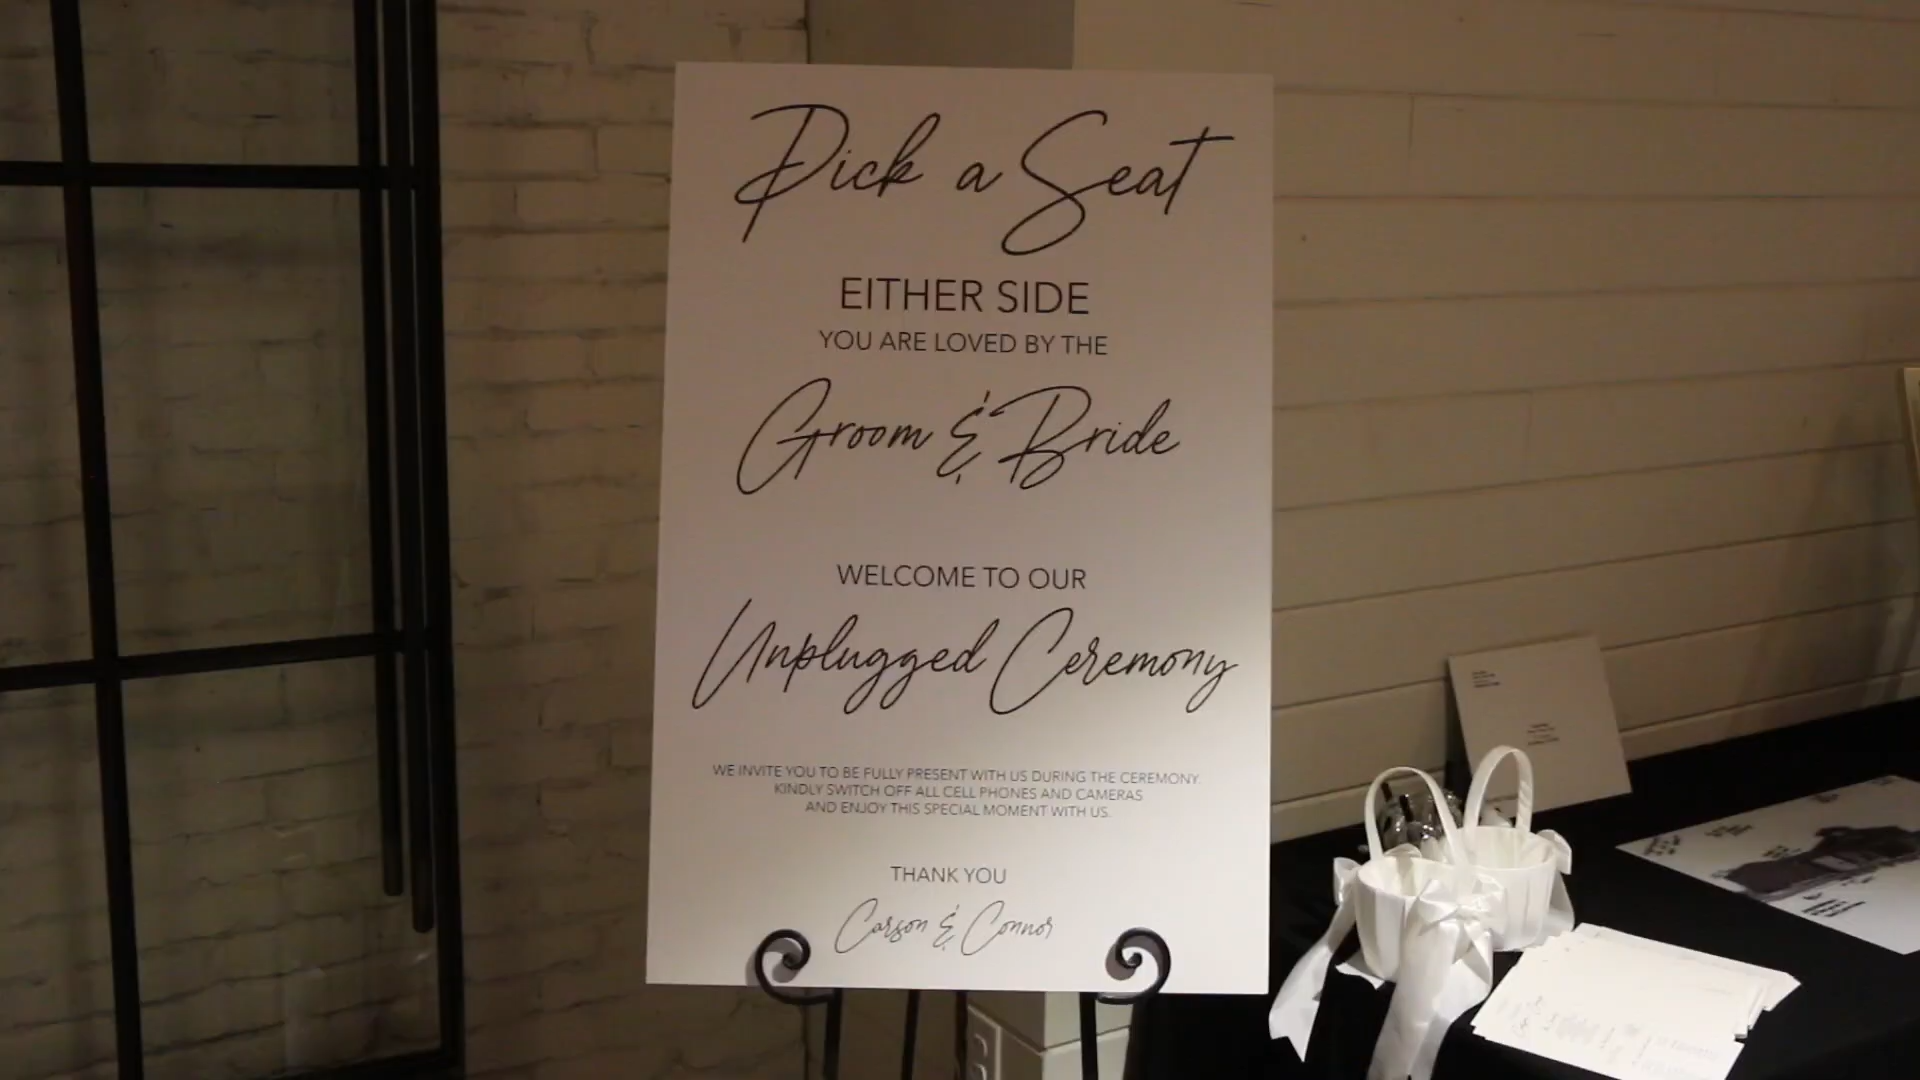 Pick a Seat
EITHER SIDE
YOU ARE LOVED BY THE
Groom & Bride
WELCOME TO OUR
Unplugged Ceremony
WE INVITE YOU TO BE FULLY PRESENT WITH US DURING THE CEREMONY.
KINDLY SWITCH OFF ALL CELL PHONES AND CAMERAS
AND ENJOY THIS SPECIAL MOMENT WITH US.
THANK YOU
Carson & Connor